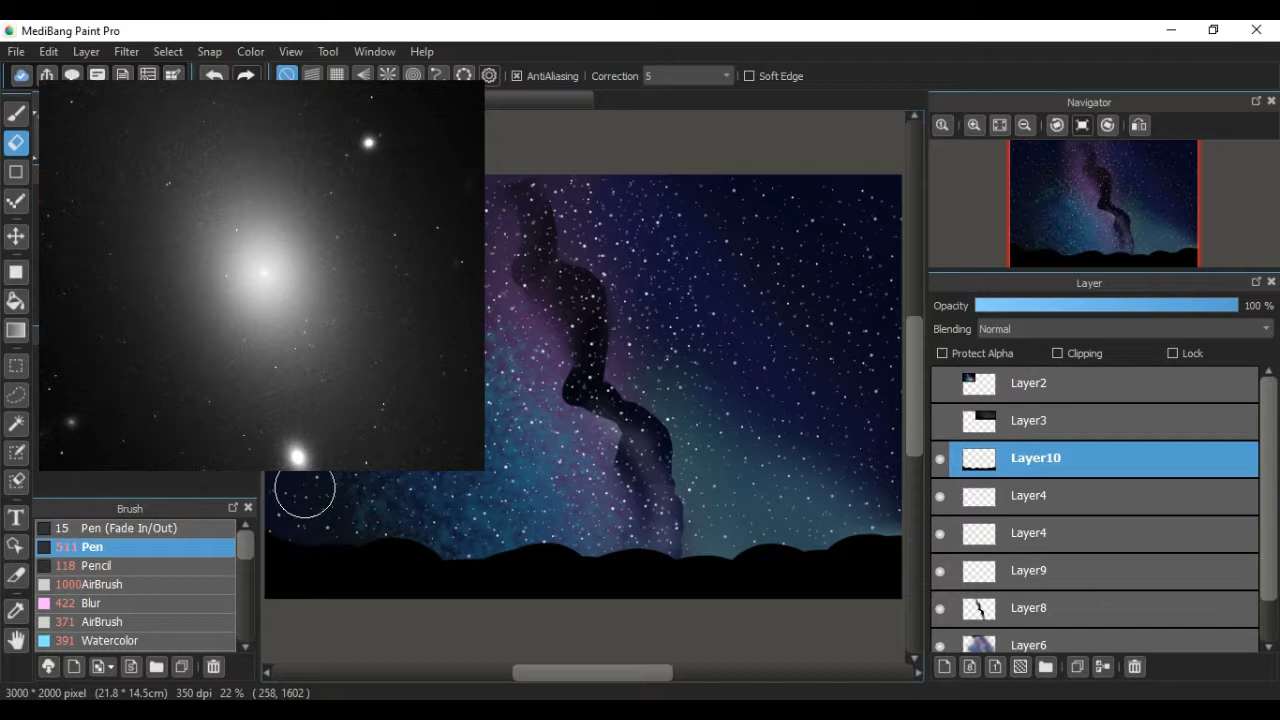 MediBang Paint Pro
File Edit Layer Filter Select Snap Color View Tool Window Help
AntiAliasing Correction 5 Soft Edge
Navigator
Layer
Opacity 100 %
Blending Normal
Protect Alpha Clipping Lock
Layer2
Layer3
Layer10
Layer4
Layer4
Layer9
Layer8
Layer6
Brush
15 Pen (Fade In/Out)
511 Pen
118 Pencil
1000 AirBrush
422 Blur
371 AirBrush
391 Watercolor
3000 * 2000 pixel (21.8 * 14.5cm) 350 dpi 22 % ( 258, 1602 )